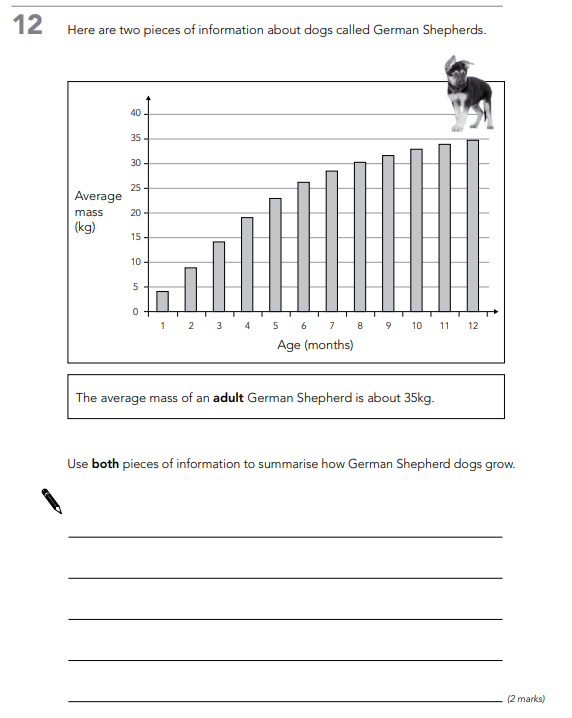 12
Here are two pieces of information about dogs called German Shepherds.
40
35
30
25
20
15
10
5
0
Average
mass
(kg)
1 2 3 4 5 6 7 8 9 10 11 12
Age (months)
The average mass of an adult German Shepherd is about 35kg.
Use both pieces of information to summarise how German Shepherd dogs grow.
(2 marks)